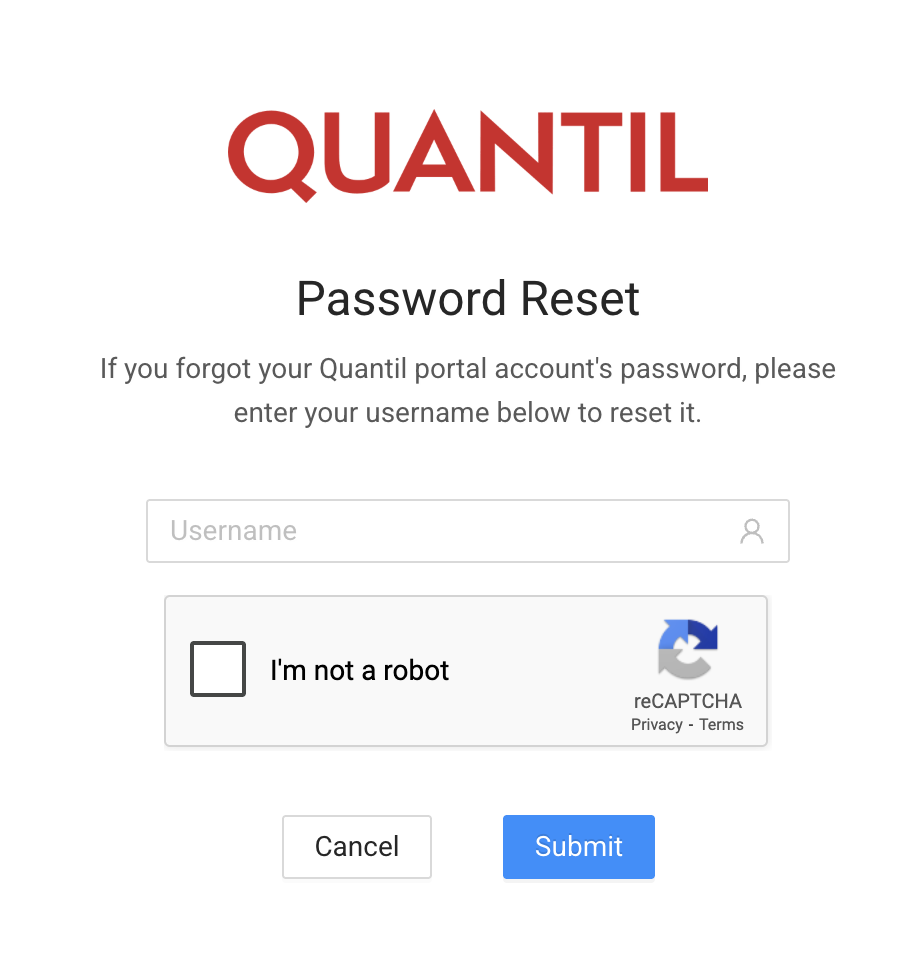 QUANTIL
Password Reset
If you forgot your Quantil portal account's password, please
enter your username below to reset it.
Username
I'm not a robot
reCAPTCHA
Privacy - Terms
Cancel
Submit